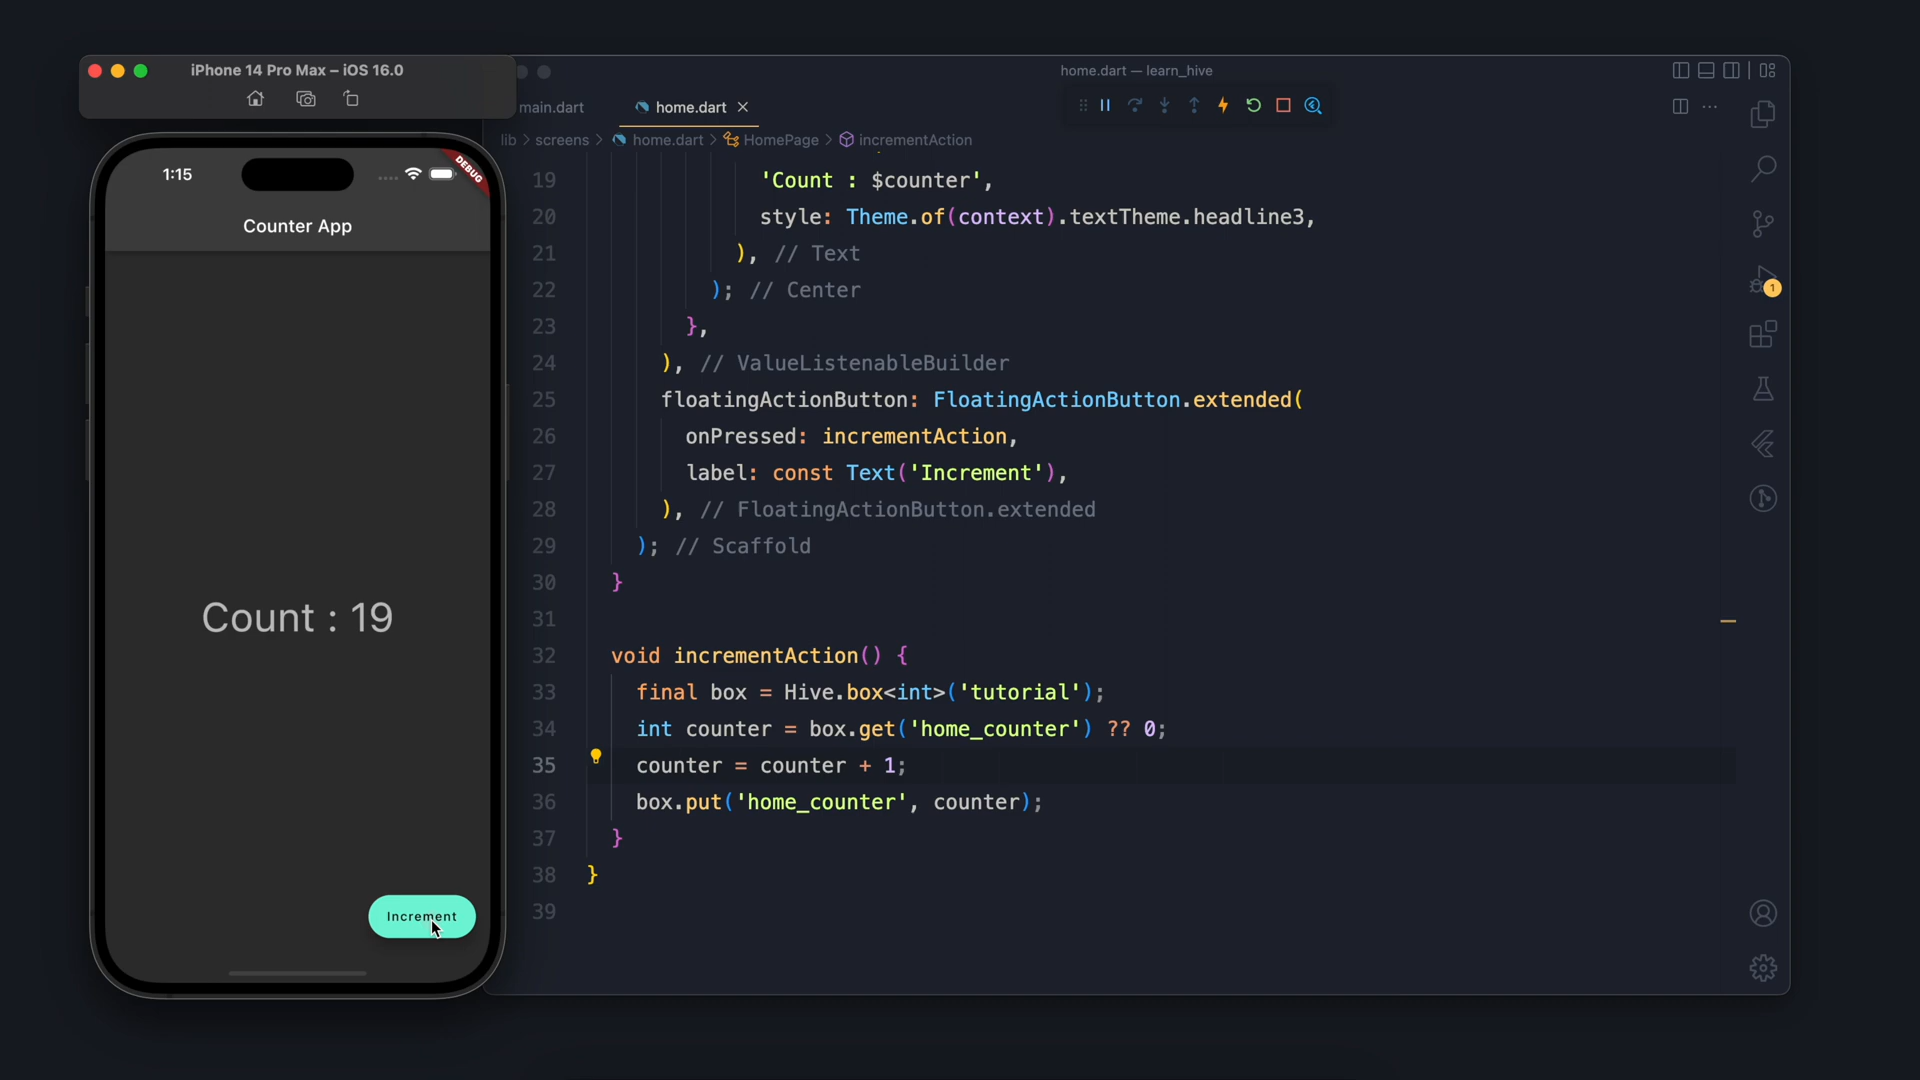 iPhone 14 Pro Max – iOS 16.0
home.dart — learn_hive
main.dart
home.dart
lib > screens > home.dart > HomePage > incrementAction
1:15
DEBUG
Counter App
Count : 19
Increment
19 'Count : $counter',
20 style: Theme.of(context).textTheme.headline3,
21 ), // Text
22 ); // Center
23 },
24 ), // ValueListenableBuilder
25 floatingActionButton: FloatingActionButton.extended(
26 onPressed: incrementAction,
27 label: const Text('Increment'),
28 ), // FloatingActionButton.extended
29 ); // Scaffold
30 }
31
32 void incrementAction() {
33 final box = Hive.box<int>('tutorial');
34 int counter = box.get('home_counter') ?? 0;
35 counter = counter + 1;
36 box.put('home_counter', counter);
37 }
38 }
39
1